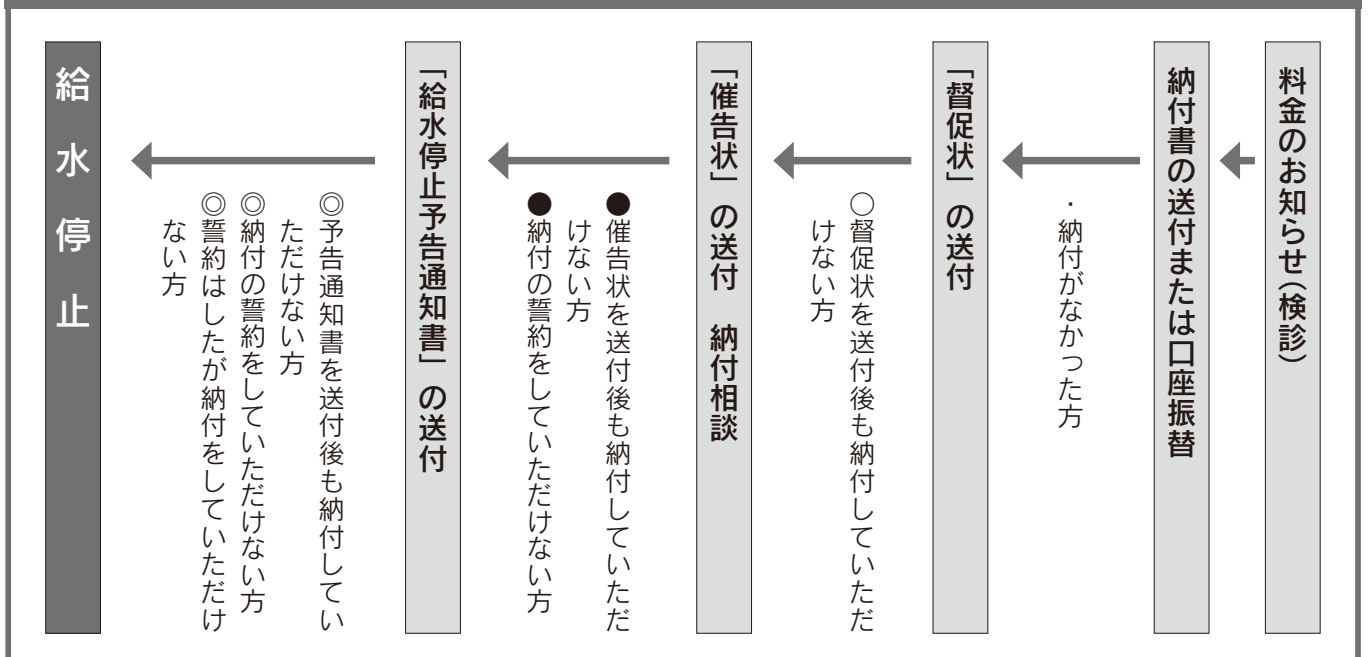 料金のお知らせ(検診)
納付書の送付または口座振替
・納付がなかった方
「督促状」の送付
○督促状を送付後も納付していただ
けない方
「催告状」の送付　納付相談
●催告状を送付後も納付していただ
けない方
●納付の誓約をしていただけない方
「給水停止予告通知書」の送付
◎予告通知書を送付後も納付してい
ただけない方
◎納付の誓約をしていただけない方
◎誓約はしたが納付をしていただけ
ない方
給水停止